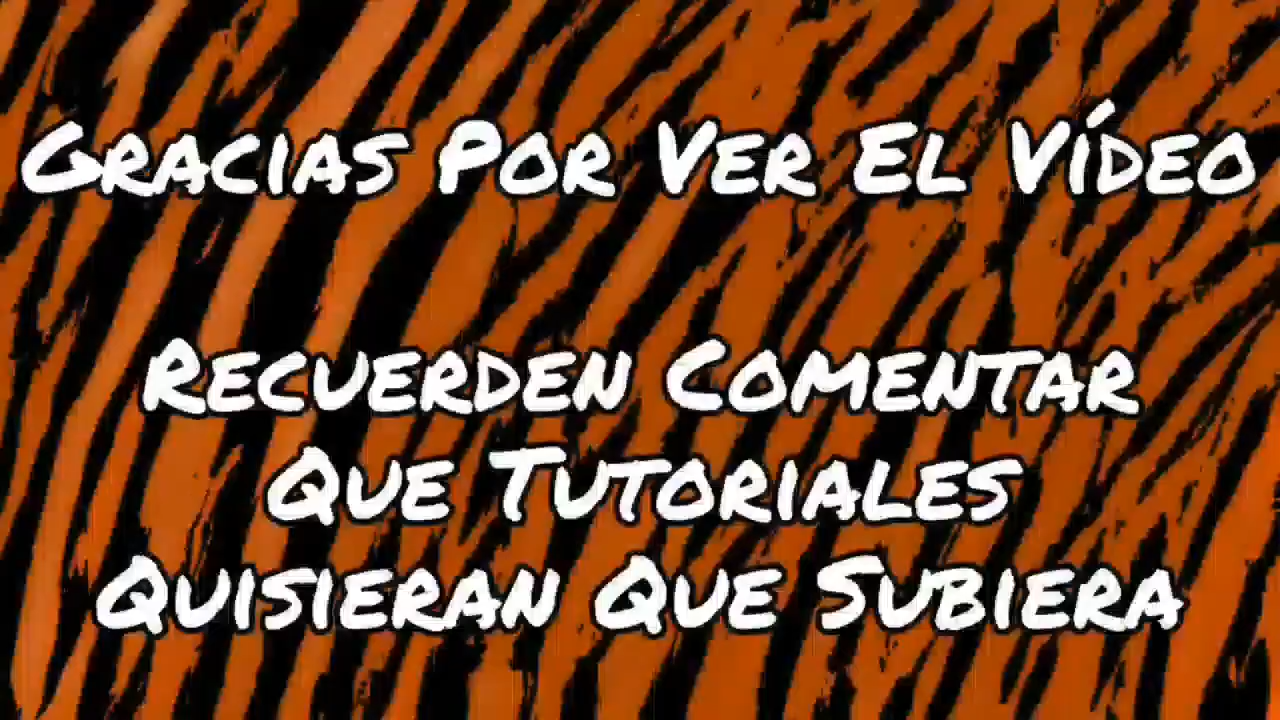 Gracias Por Ver El Vídeo
Recuerden Comentar
Que Tutoriales
Quisieran Que Subiera